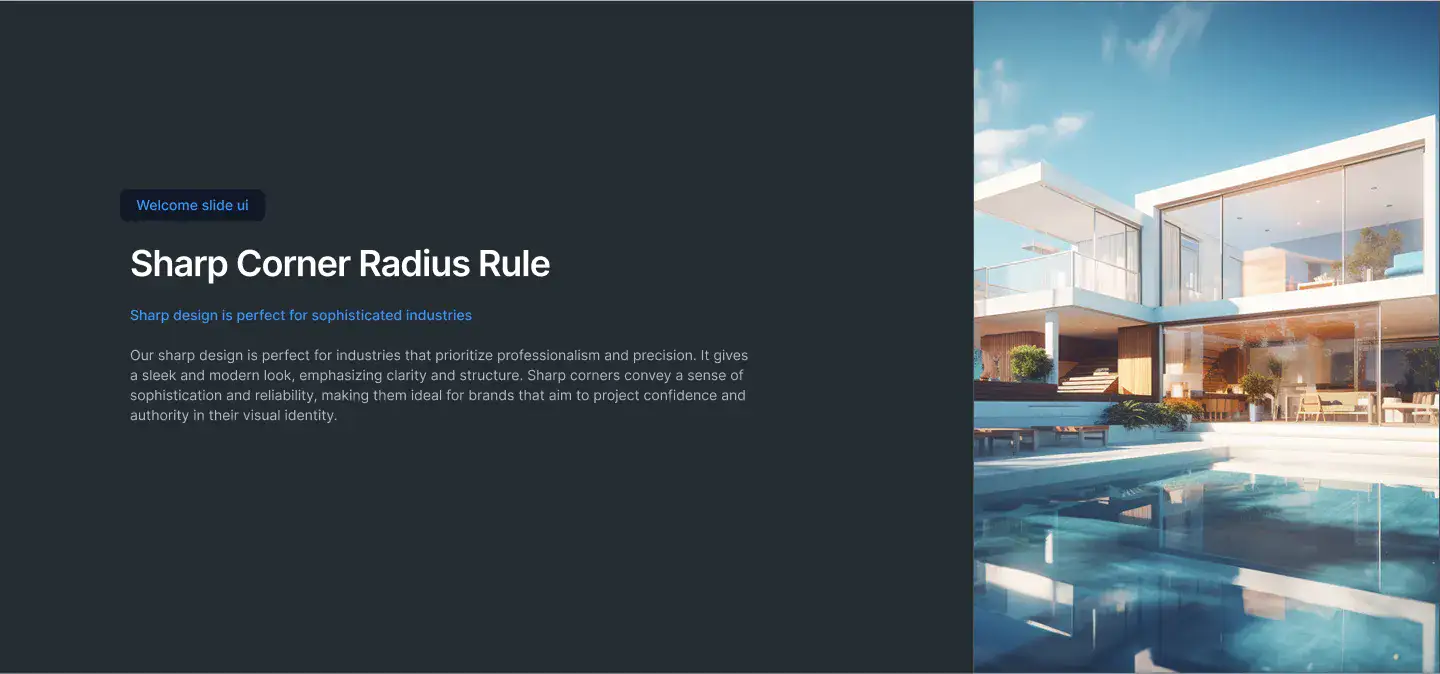 Welcome slide ui
Sharp Corner Radius Rule
Sharp design is perfect for sophisticated industries
Our sharp design is perfect for industries that prioritize professionalism and precision. It gives
a sleek and modern look, emphasizing clarity and structure. Sharp corners convey a sense of
sophistication and reliability, making them ideal for brands that aim to project confidence and
authority in their visual identity.